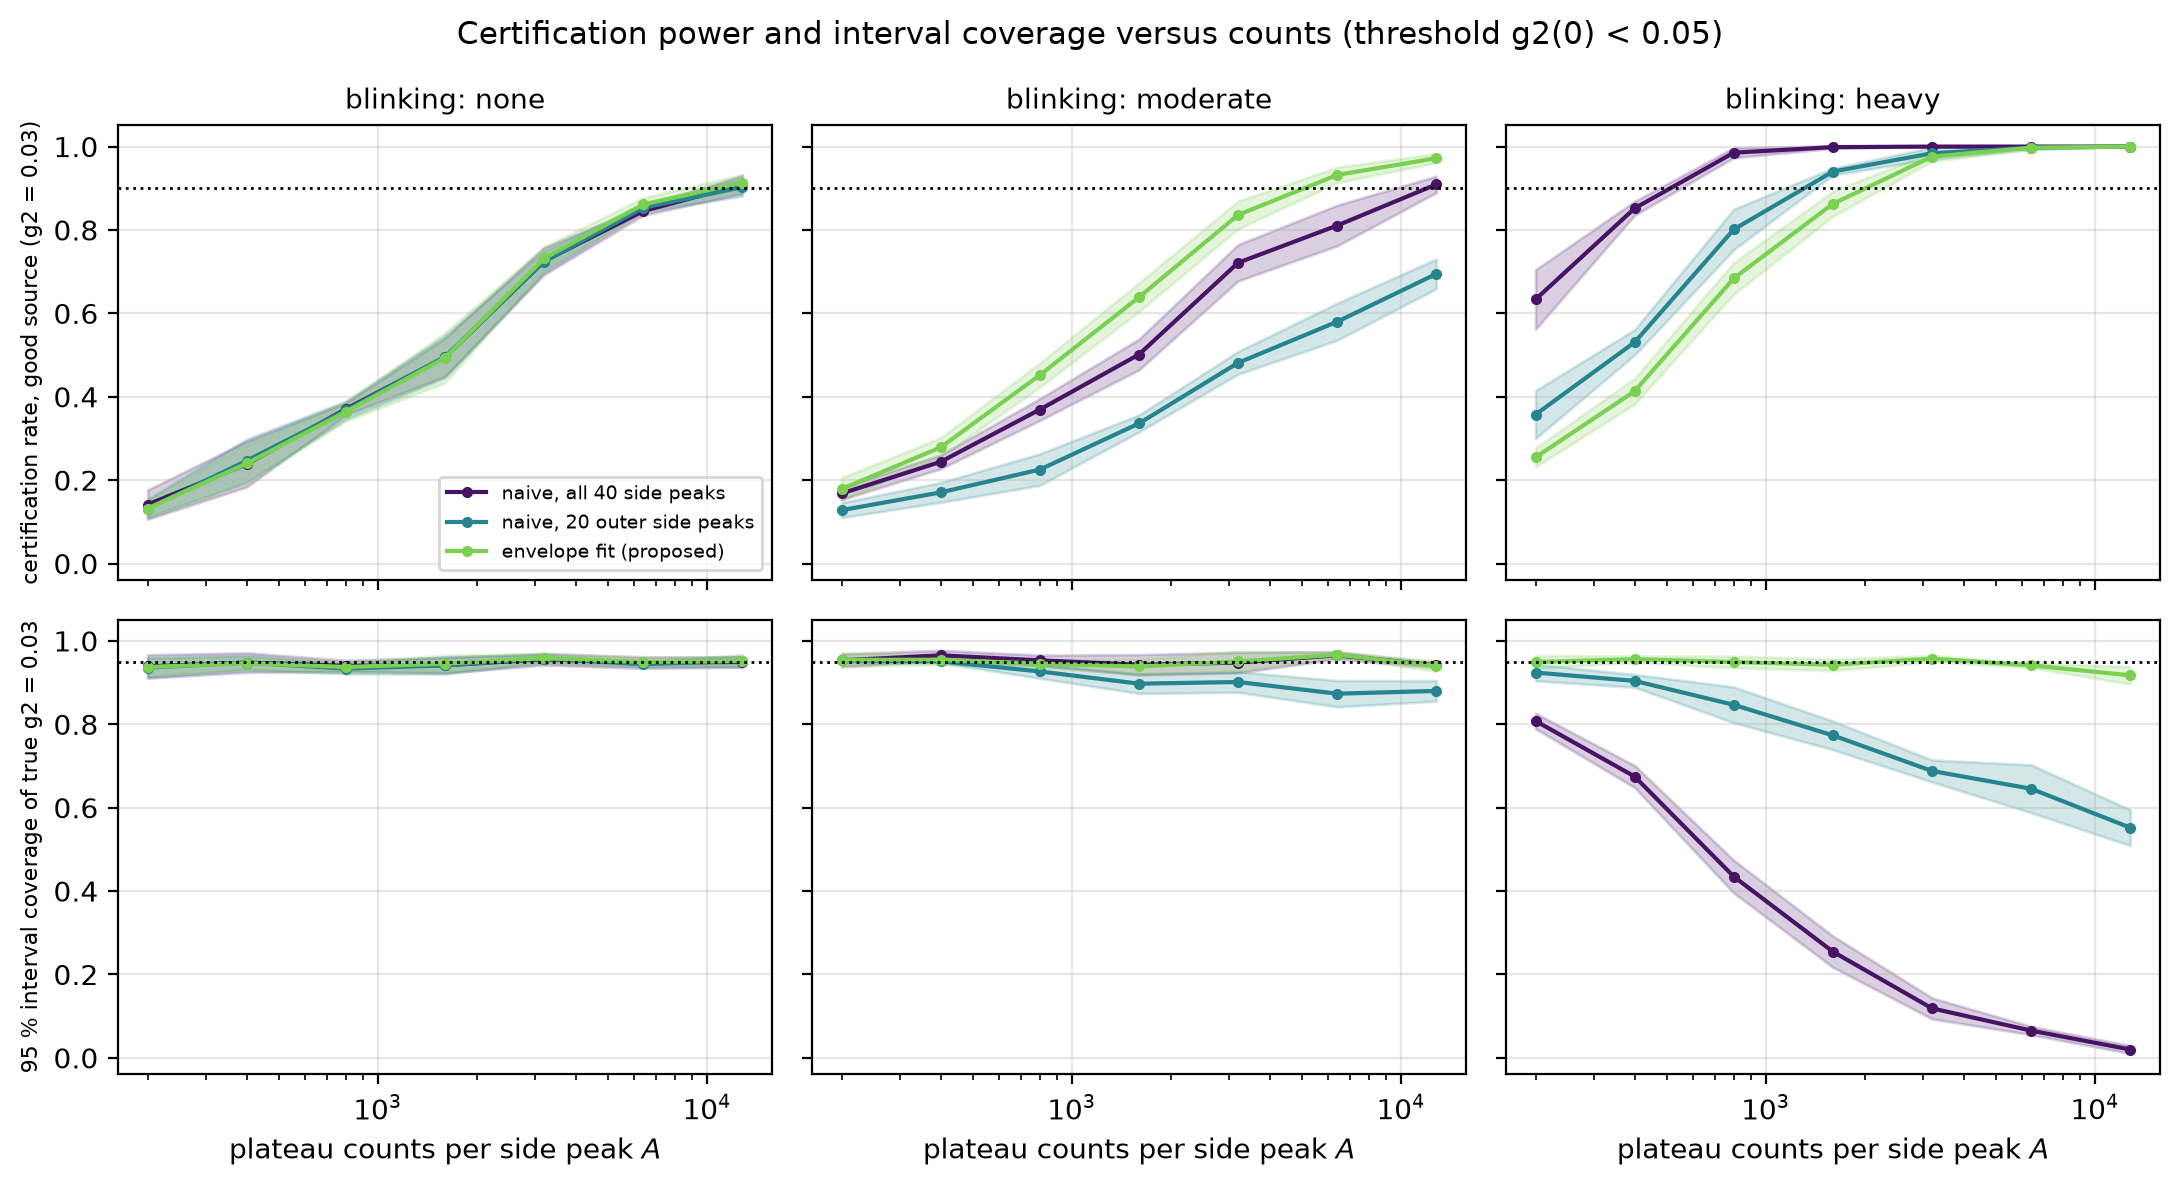 Certification power and interval coverage versus counts (threshold g2(0) < 0.05)
blinking: none
blinking: moderate
blinking: heavy
certification rate, good source (g2 = 0.03)
1.0
0.8
0.6
0.4
0.2
0.0
naive, all 40 side peaks
naive, 20 outer side peaks
envelope fit (proposed)
95 % interval coverage of true g2 = 0.03
1.0
0.8
0.6
0.4
0.2
0.0
10³ 10⁴
10³ 10⁴
10³ 10⁴
plateau counts per side peak A
plateau counts per side peak A
plateau counts per side peak A